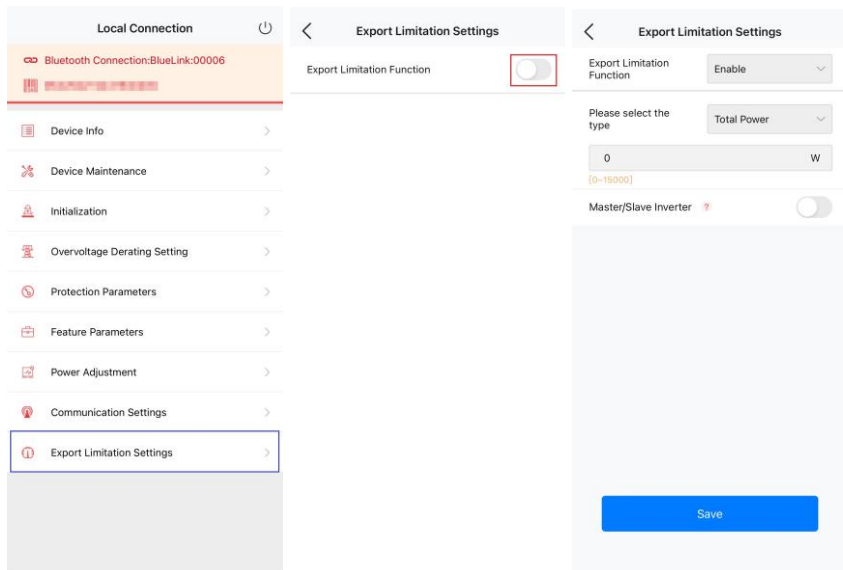 Local Connection
Bluetooth Connection:BlueLink:00006
Device Info
Device Maintenance
Initialization
Overvoltage Derating Setting
Protection Parameters
Feature Parameters
Power Adjustment
Communication Settings
Export Limitation Settings
Export Limitation Settings
Export Limitation Function
Export Limitation Settings
Export Limitation
Function
Enable
Please select the
type
Total Power
0 W
[0~15000]
Master/Slave Inverter ?
Save